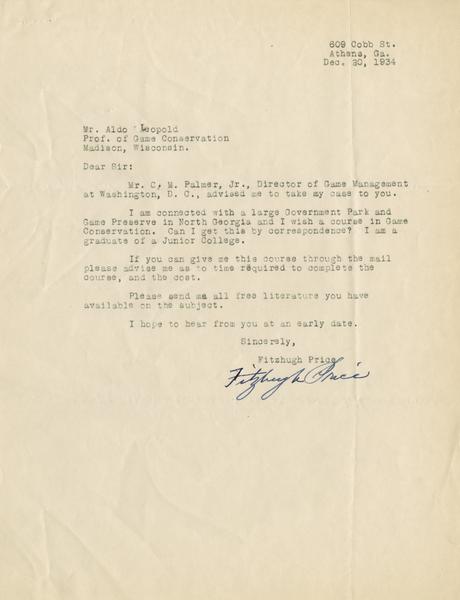 609 Cobb St.
Athens, Ga.
Dec. 20, 1934
Mr. Aldo Leopold
Prof. of Game Conservation
Madison, Wisconsin.
Dear Sir:
Mr. C. M. Palmer, Jr., Director of Game Management
at Washington, D. C., advised me to take my case to you.
I am connected with a large Government Park and
Game Preserve in North Georgia and I wish a course in Game
Conservation. Can I get this by correspondence? I am a
graduate of a Junior College.
If you can give me this course through the mail
please advise me as to time required to complete the
course, and the cost.
Please send me all free literature you have
available on the subject.
I hope to hear from you at an early date.
Sincerely,
Fitzhugh Price
Fitzhugh Price